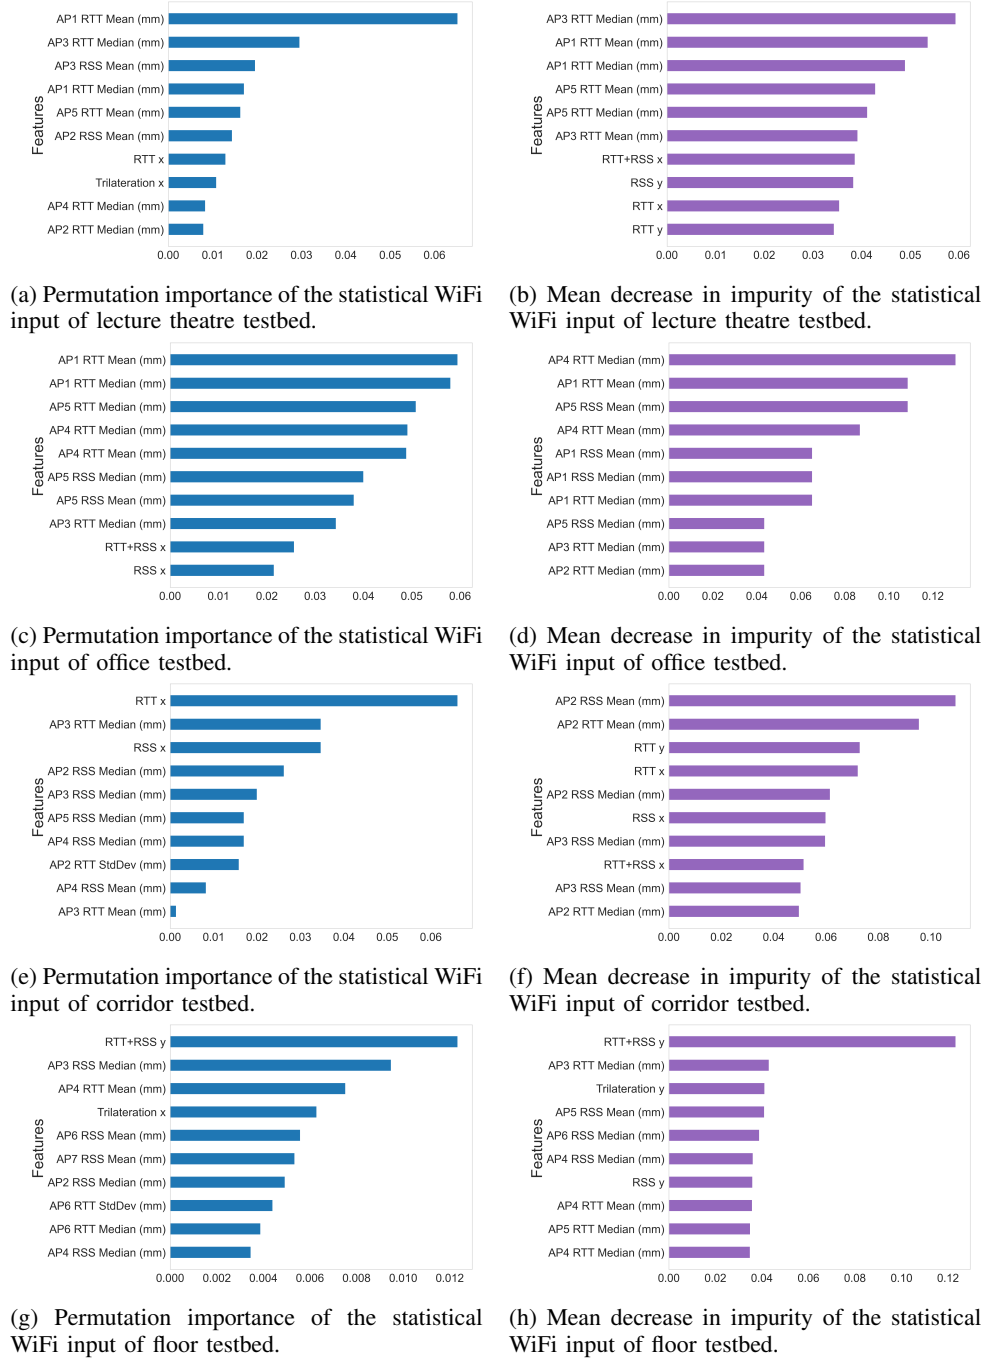 AP1 RTT Mean (mm)
AP3 RTT Median (mm)
AP3 RSS Mean (mm)
AP1 RTT Median (mm)
AP5 RTT Mean (mm)
AP2 RSS Mean (mm)
RTT x
Trilateration x
AP4 RTT Median (mm)
AP2 RTT Median (mm)
Features
0.00 0.01 0.02 0.03 0.04 0.05 0.06
(a) Permutation importance of the statistical WiFi
input of lecture theatre testbed.
AP3 RTT Median (mm)
AP1 RTT Mean (mm)
AP1 RTT Median (mm)
AP5 RTT Mean (mm)
AP5 RTT Median (mm)
AP3 RTT Mean (mm)
RTT+RSS x
RSS y
RTT x
RTT y
Features
0.00 0.01 0.02 0.03 0.04 0.05 0.06
(b) Mean decrease in impurity of the statistical
WiFi input of lecture theatre testbed.
AP1 RTT Mean (mm)
AP1 RTT Median (mm)
AP5 RTT Median (mm)
AP4 RTT Median (mm)
AP4 RTT Mean (mm)
AP5 RSS Median (mm)
AP5 RSS Mean (mm)
AP3 RTT Median (mm)
RTT+RSS x
RSS x
Features
0.00 0.01 0.02 0.03 0.04 0.05 0.06
(c) Permutation importance of the statistical WiFi
input of office testbed.
AP4 RTT Median (mm)
AP1 RTT Mean (mm)
AP5 RSS Mean (mm)
AP4 RTT Mean (mm)
AP1 RSS Mean (mm)
AP1 RSS Median (mm)
AP1 RTT Median (mm)
AP5 RSS Median (mm)
AP3 RTT Median (mm)
AP2 RTT Median (mm)
Features
0.00 0.02 0.04 0.06 0.08 0.10 0.12
(d) Mean decrease in impurity of the statistical
WiFi input of office testbed.
RTT x
AP3 RTT Median (mm)
RSS x
AP2 RSS Median (mm)
AP3 RSS Median (mm)
AP5 RSS Median (mm)
AP4 RSS Median (mm)
AP2 RTT StdDev (mm)
AP4 RSS Mean (mm)
AP3 RTT Mean (mm)
Features
0.00 0.01 0.02 0.03 0.04 0.05 0.06
(e) Permutation importance of the statistical WiFi
input of corridor testbed.
AP2 RSS Mean (mm)
AP2 RTT Mean (mm)
RTT y
RTT x
AP2 RSS Median (mm)
RSS x
AP3 RSS Median (mm)
RTT+RSS x
AP3 RSS Mean (mm)
AP2 RTT Median (mm)
Features
0.00 0.02 0.04 0.06 0.08 0.10
(f) Mean decrease in impurity of the statistical
WiFi input of corridor testbed.
RTT+RSS y
AP3 RSS Median (mm)
AP4 RTT Mean (mm)
Trilateration x
AP6 RSS Mean (mm)
AP7 RSS Mean (mm)
AP2 RSS Median (mm)
AP6 RTT StdDev (mm)
AP6 RTT Median (mm)
AP4 RSS Median (mm)
Features
0.000 0.002 0.004 0.006 0.008 0.010 0.012
(g) Permutation importance of the statistical
WiFi input of floor testbed.
RTT+RSS y
AP3 RTT Median (mm)
Trilateration y
AP5 RSS Mean (mm)
AP6 RSS Median (mm)
AP4 RSS Median (mm)
RSS y
AP4 RTT Mean (mm)
AP5 RTT Median (mm)
AP4 RTT Median (mm)
Features
0.00 0.02 0.04 0.06 0.08 0.10 0.12
(h) Mean decrease in impurity of the statistical
WiFi input of floor testbed.